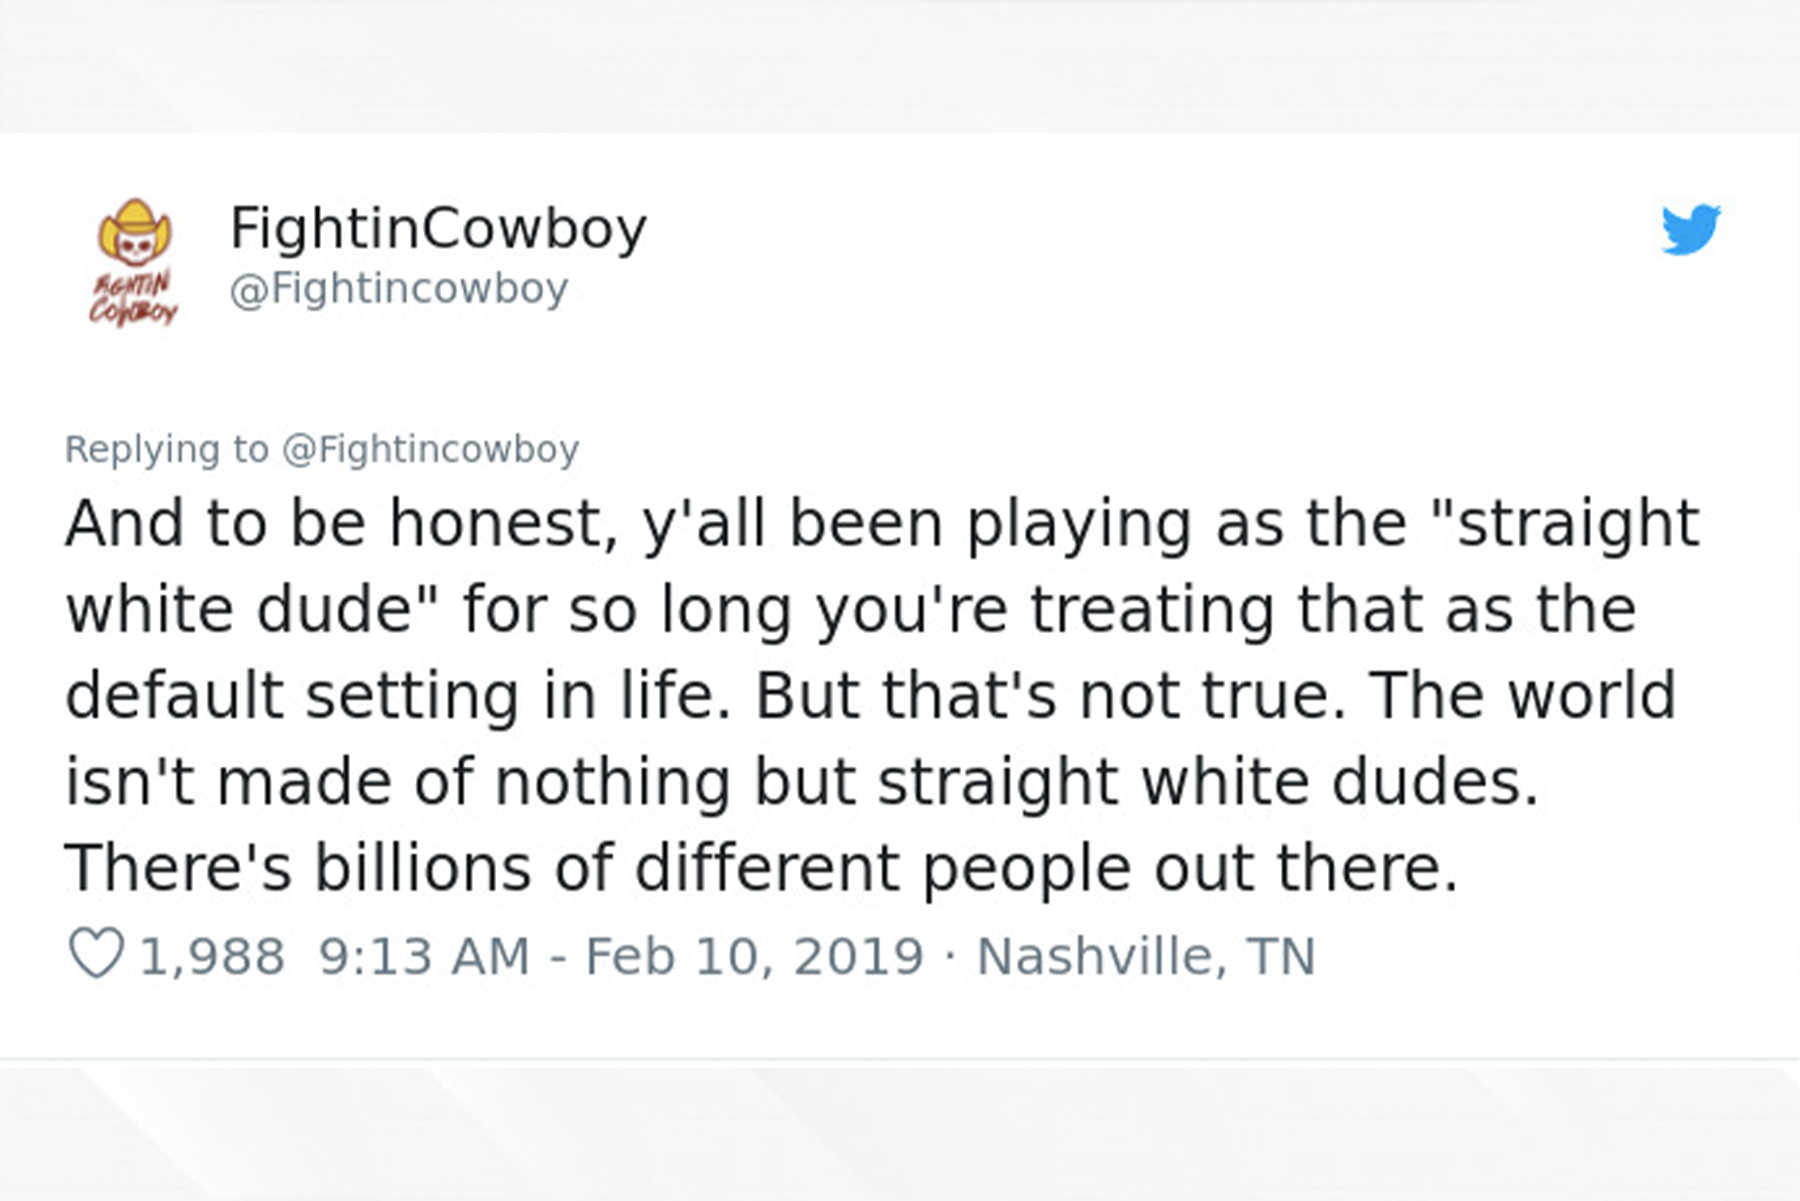 FightinCowboy
@Fightincowboy
FIGHTIN
COWBOY
Replying to @Fightincowboy
And to be honest, y'all been playing as the "straight
white dude" for so long you're treating that as the
default setting in life. But that's not true. The world
isn't made of nothing but straight white dudes.
There's billions of different people out there.
1,988 9:13 AM - Feb 10, 2019 · Nashville, TN